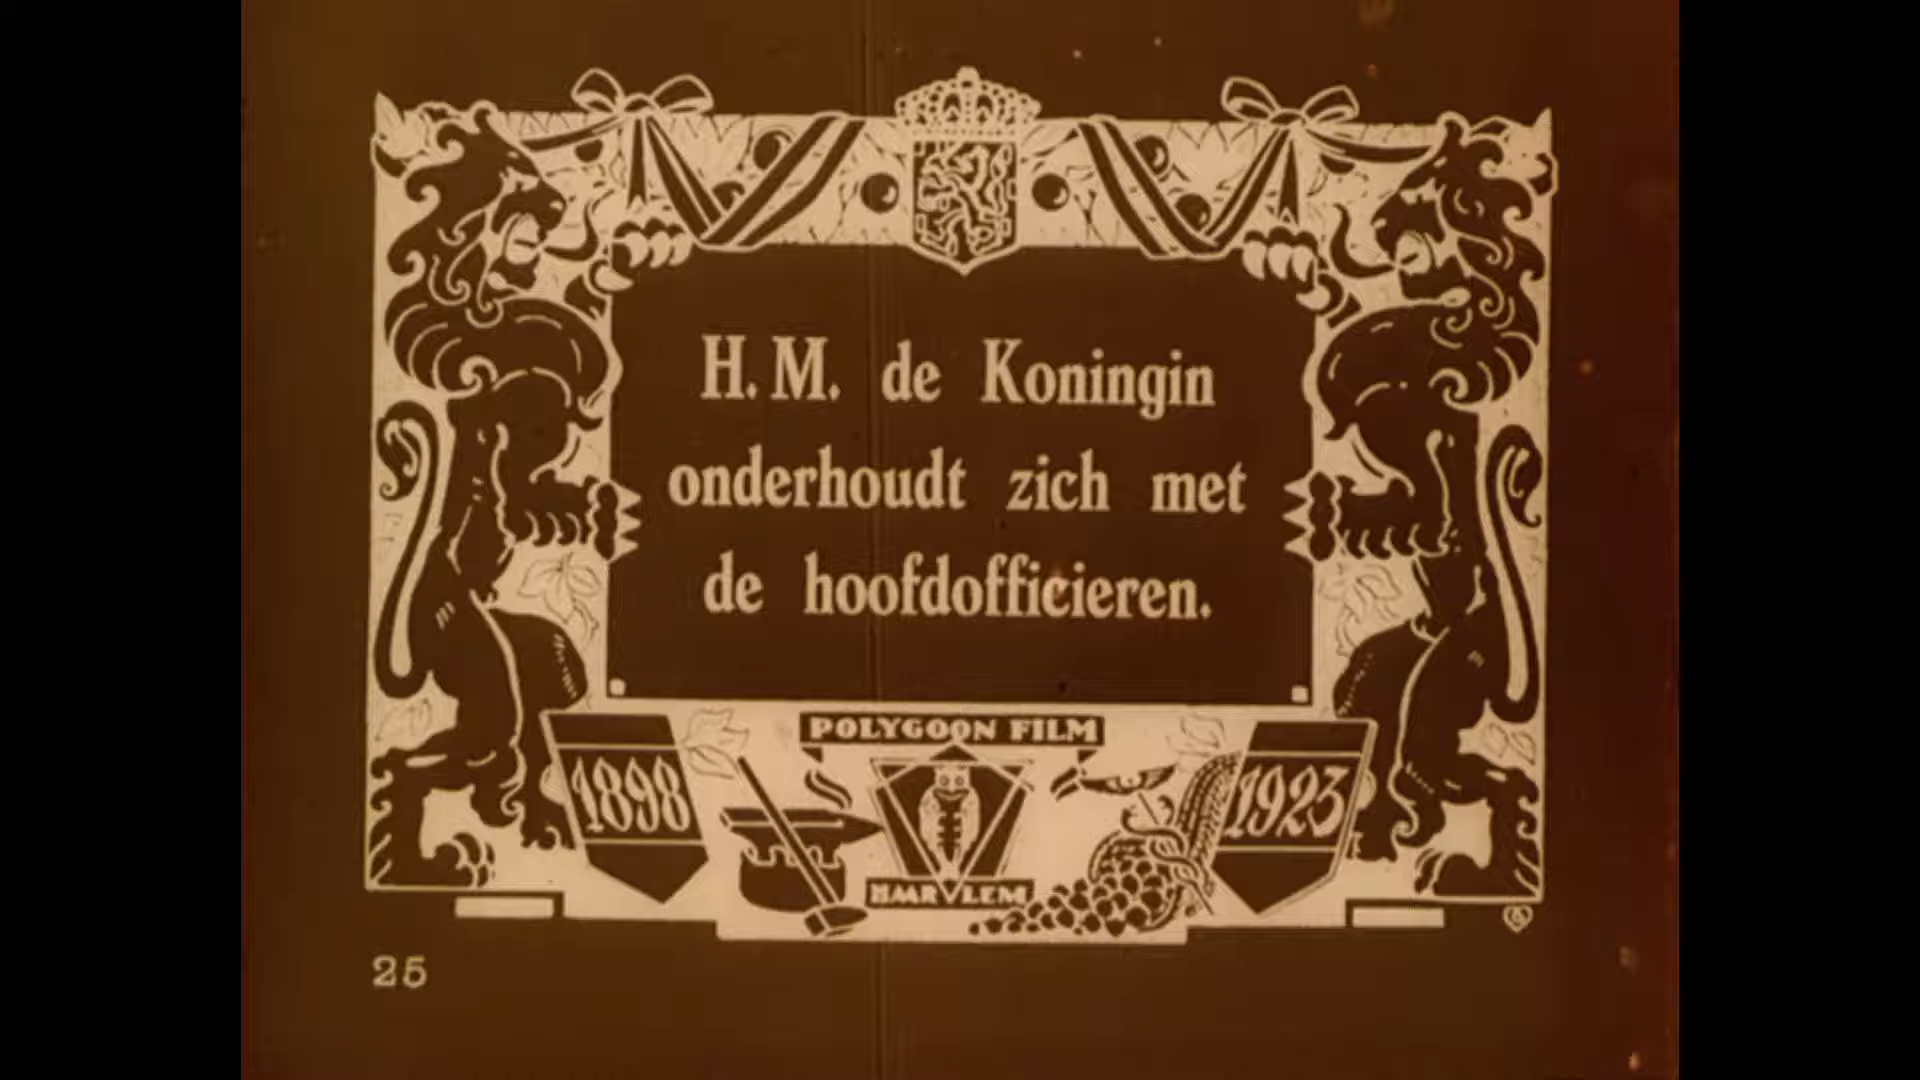 H. M. de Koningin
onderhoudt zich met
de hoofdofficieren.
POLYGOON FILM
1898
1923
HAARLEM
25